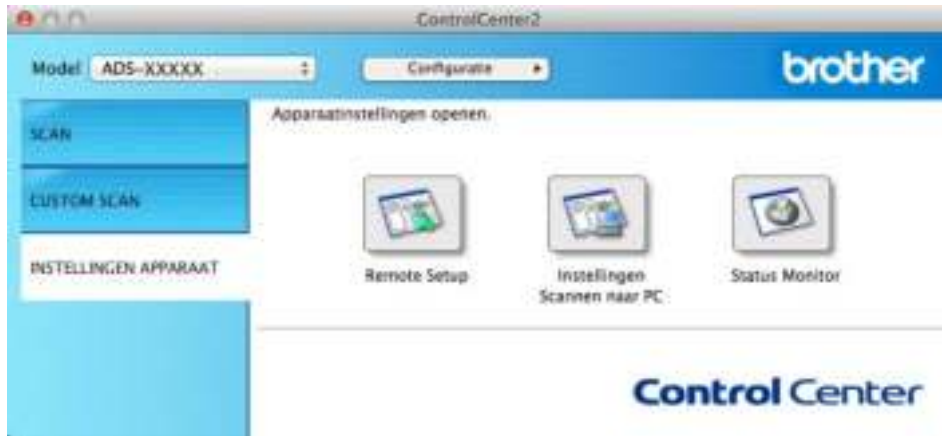 ControlCenter2
Model ADS-XXXXX Configuratie brother
Apparaatinstellingen openen.
SCAN
CUSTOM SCAN
INSTELLINGEN APPARAAT
Remote Setup
Instellingen
Scannen naar PC
Status Monitor
Control Center